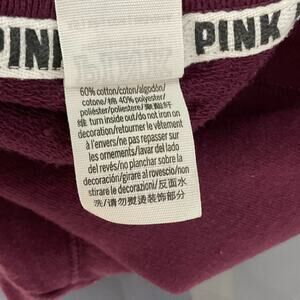 PINK
PINK
60% cotton/coton/algodón/
cotone/棉 40% polyester/
poliéster/poliestere/聚酯纤
维 turn inside out/do not iron on
decoration/retourner le vêtement
à l'envers/ne pas repasser
sur les ornements/lavar del lado
del revés/no planchar sobre la
decoración/girare al rovescio/non
stirare le decorazioni/反面水
洗/请勿熨烫装饰部分